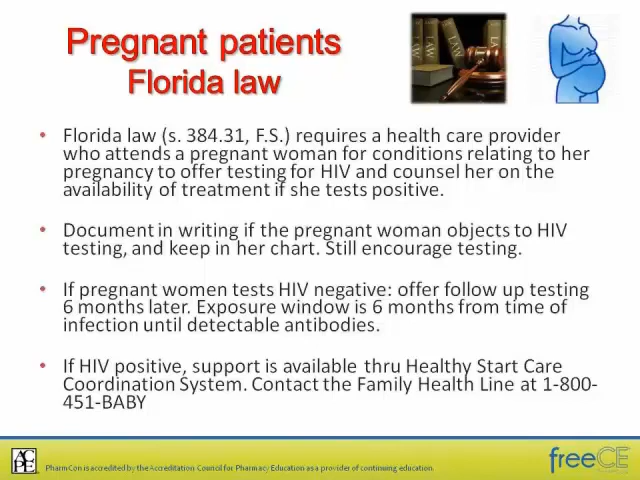 Pregnant patients
Florida law
LAW
LAW
• Florida law (s. 384.31, F.S.) requires a health care provider
who attends a pregnant woman for conditions relating to her
pregnancy to offer testing for HIV and counsel her on the
availability of treatment if she tests positive.
• Document in writing if the pregnant woman objects to HIV
testing, and keep in her chart. Still encourage testing.
• If pregnant women tests HIV negative: offer follow up testing
6 months later. Exposure window is 6 months from time of
infection until detectable antibodies.
• If HIV positive, support is available thru Healthy Start Care
Coordination System. Contact the Family Health Line at 1-800-
451-BABY
ACPE
PharmCon is accredited by the Accreditation Council for Pharmacy Education as a provider of continuing education.
freeCE